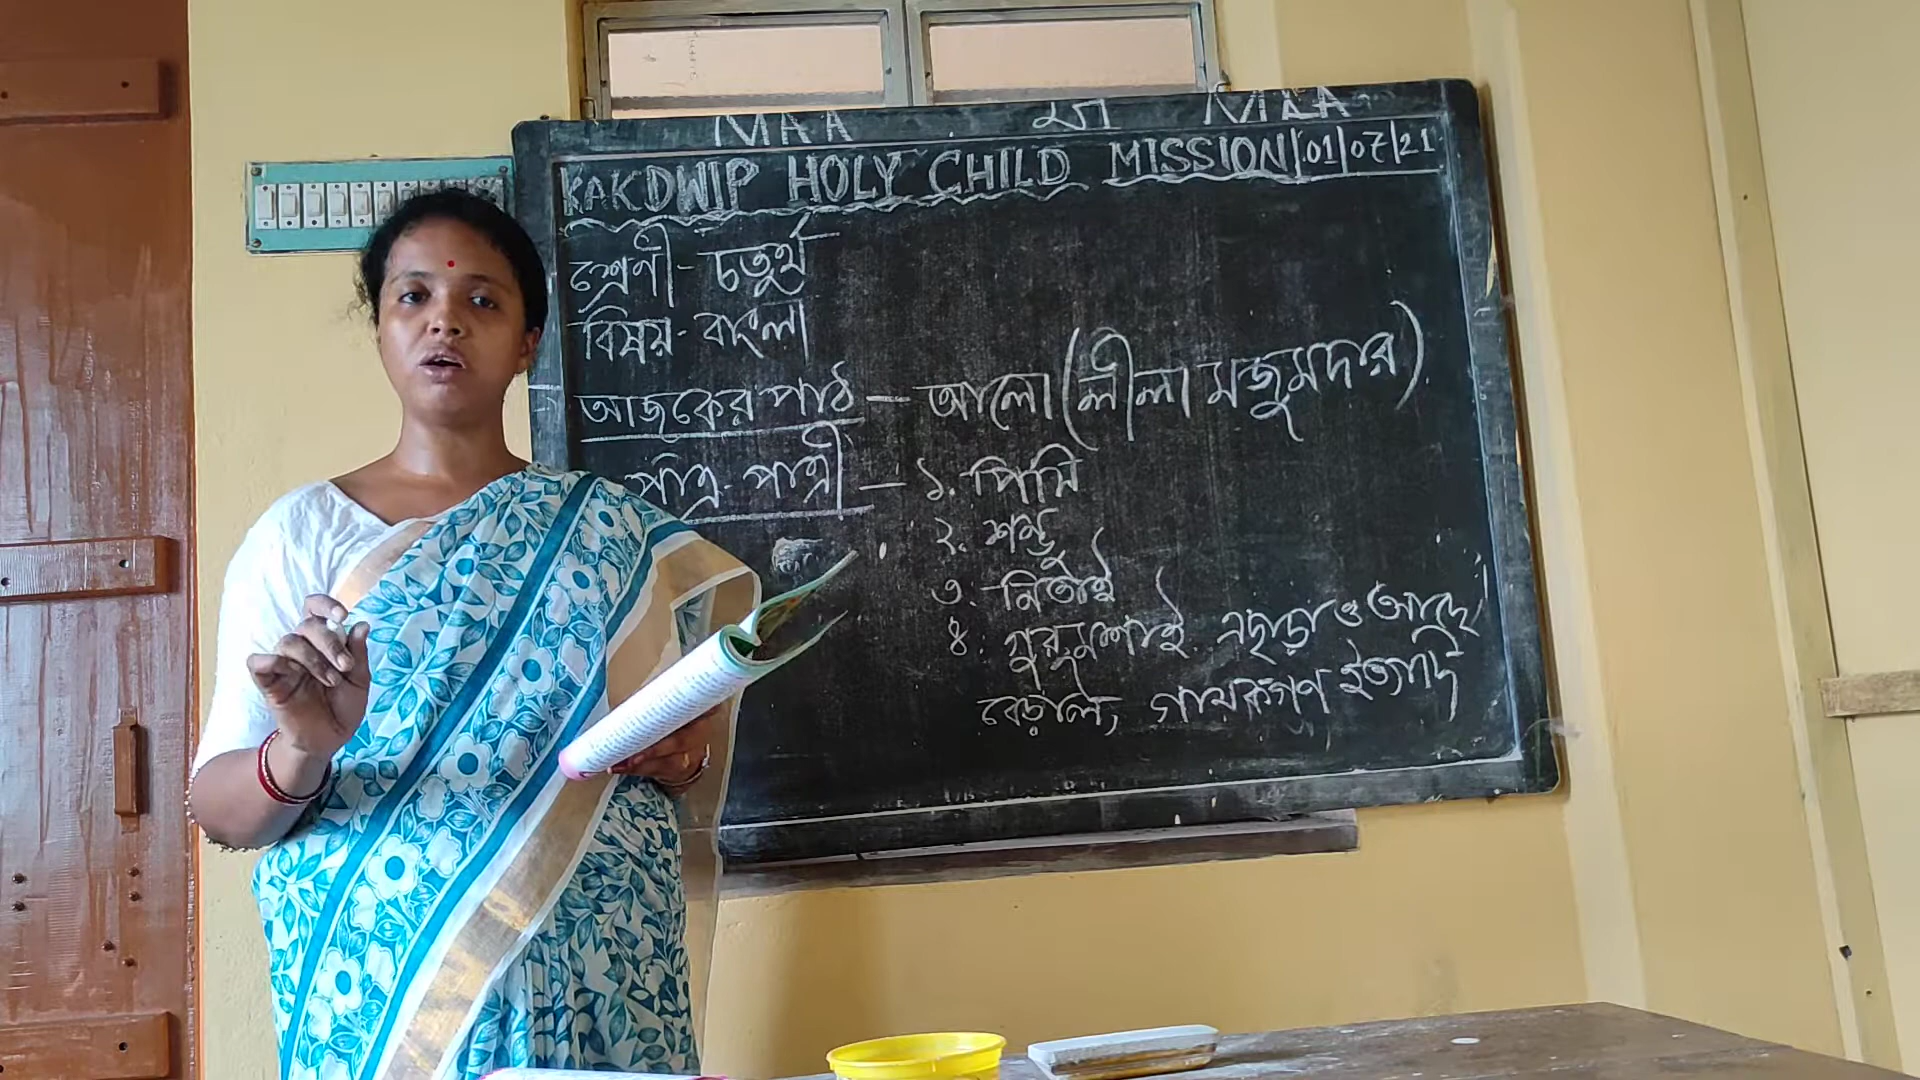 MAA মা MAA
KAKDWIP HOLY CHILD MISSION 01/07/21
শ্রেণী - চতুর্থ
বিষয় - বাংলা
আজকের পাঠ — আলো (লীলা মজুমদার)
পাত্র-পাত্রী — ১. পিসি
২. শম্ভু
৩. নিতাই
৪. গুরুমশাই. এছাড়াও আছে
বেড়াল, গায়কগণ ইত্যাদি